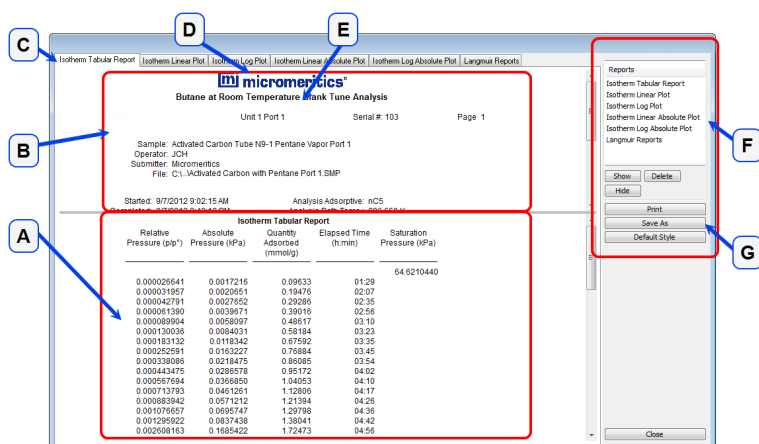 C
D
E
Isotherm Tabular Report Isotherm Linear Plot Isotherm Log Plot Isotherm Linear Absolute Plot Isotherm Log Absolute Plot Langmuir Reports
mi micromeritics®
Butane at Room Temperature Blank Tune Analysis
Unit 1 Port 1 Serial #: 103 Page 1
B
Sample: Activated Carbon Tube N9-1 Pentane Vapor Port 1
Operator: JCH
Submitter: Micromeritics
File: C:\...\Activated Carbon with Pentane Port 1.SMP
Started: 9/7/2012 9:02:15 AM Analysis Adsorptive: nC5
A
Isotherm Tabular Report
Relative Absolute Quantity Elapsed Time Saturation
Pressure (p/p°) Pressure (kPa) Adsorbed (h:min) Pressure (kPa)
(mmol/g)
64.6210440
0.000026641 0.0017216 0.09633 01:29
0.000031957 0.0020651 0.19476 02:07
0.000042791 0.0027652 0.29286 02:35
0.000061390 0.0039671 0.39016 02:56
0.000089904 0.0058097 0.48617 03:10
0.000130036 0.0084031 0.58184 03:23
0.000183132 0.0118342 0.67592 03:35
0.000252591 0.0163227 0.76884 03:45
0.000338086 0.0218475 0.86085 03:54
0.000443475 0.0286578 0.95172 04:02
0.000567694 0.0366850 1.04053 04:10
0.000713793 0.0461261 1.12806 04:17
0.000883942 0.0571212 1.21394 04:26
0.001076657 0.0695747 1.29798 04:36
0.001295922 0.0837438 1.38041 04:42
0.002608163 0.1685422 1.72473 04:56
Reports
Isotherm Tabular Report
Isotherm Linear Plot
Isotherm Log Plot
Isotherm Linear Absolute Plot
Isotherm Log Absolute Plot
Langmuir Reports
F
Show Delete
Hide
Print
Save As
Default Style
G
Close